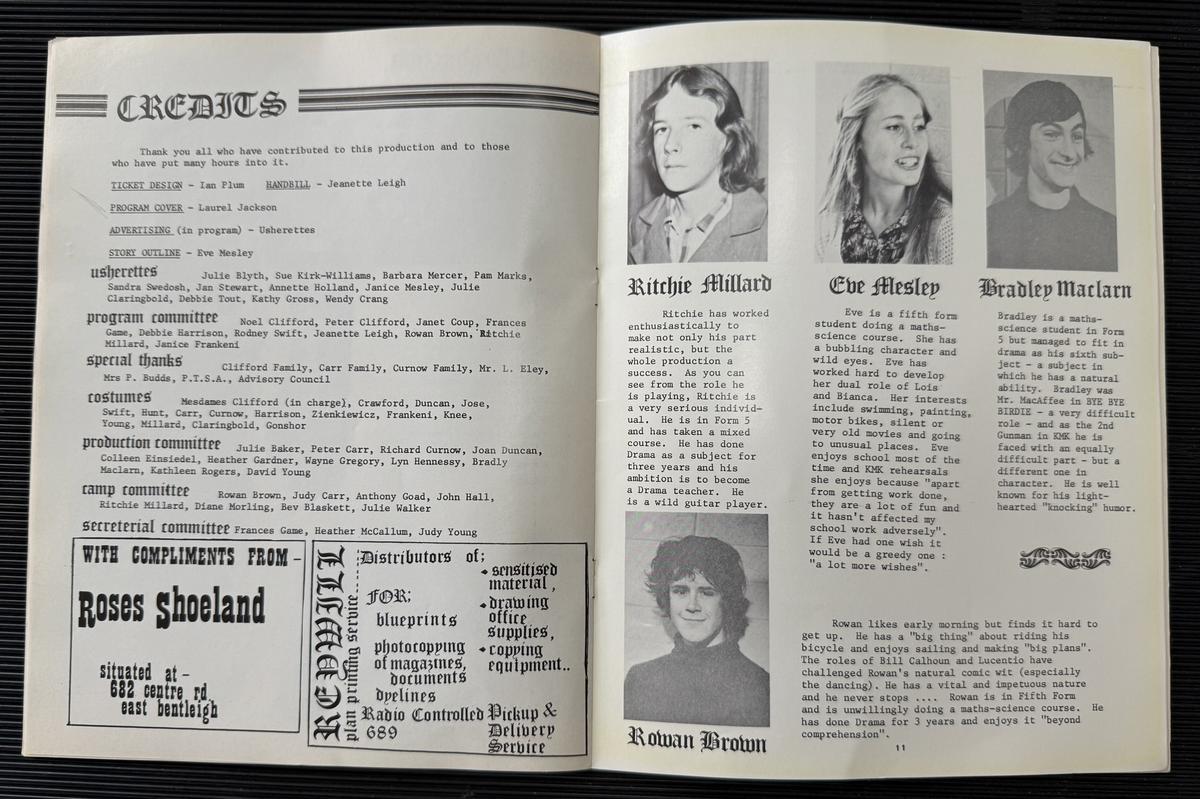 CREDITS
Thank you all who have contributed to this production and to those
who have put many hours into it.
TICKET DESIGN - Ian Plum HANDBILL - Jeanette Leigh
PROGRAM COVER - Laurel Jackson
ADVERTISING (in program) - Usherettes
STORY OUTLINE - Eve Mesley
usherettes Julie Blyth, Sue Kirk-Williams, Barbara Mercer, Pam Marks,
Sandra Swedosh, Jan Stewart, Annette Holland, Janice Mesley, Julie
Claringbold, Debbie Tout, Kathy Gross, Wendy Crang
program committee Noel Clifford, Peter Clifford, Janet Coup, Frances
Game, Debbie Harrison, Rodney Swift, Jeanette Leigh, Rowan Brown, Ritchie
Millard, Janice Frankeni
special thanks Clifford Family, Carr Family, Curnow Family, Mr. L. Eley,
Mrs P. Budds, P.T.S.A., Advisory Council
costumes Mesdames Clifford (in charge), Crawford, Duncan, Jose,
Swift, Hunt, Carr, Curnow, Harrison, Zienkiewicz, Frankeni, Knee,
Young, Millard, Claringbold, Gonshor
production committee Julie Baker, Peter Carr, Richard Curnow, Joan Duncan,
Colleen Einsiedel, Heather Gardner, Wayne Gregory, Lyn Hennessy, Bradly
Maclarn, Kathleen Rogers, David Young
camp committee Rowan Brown, Judy Carr, Anthony Goad, John Hall,
Ritchie Millard, Diane Morling, Bev Blaskett, Julie Walker
secreterial committee Frances Game, Heather McCallum, Judy Young
WITH COMPLIMENTS FROM -
Roses Shoeland
situated at -
682 centre rd.
east bentleigh
REDWILL
plan printing service....
Distributors of;
• sensitised
material,
• drawing
office
supplies,
• copying
equipment..
FOR;
blueprints
photocopying
of magazines,
documents
dyelines
Radio Controlled Pickup &
689 Delivery
Service
Ritchie Millard
Ritchie has worked
enthusiastically to
make not only his part
realistic, but the
whole production a
success. As you can
see from the role he
is playing, Ritchie is
a very serious individ-
ual. He is in Form 5
and has taken a mixed
course. He has done
Drama as a subject for
three years and his
ambition is to become
a Drama teacher. He
is a wild guitar player.
Eve Mesley
Eve is a fifth form
student doing a maths-
science course. She has
a bubbling character and
wild eyes. Eve has
worked hard to develop
her dual role of Lois
and Bianca. Her interests
include swimming, painting,
motor bikes, silent or
very old movies and going
to unusual places. Eve
enjoys school most of the
time and KMK rehearsals
she enjoys because "apart
from getting work done,
they are a lot of fun and
it hasn't affected my
school work adversely".
If Eve had one wish it
would be a greedy one :
"a lot more wishes".
Bradley Maclarn
Bradley is a maths-
science student in Form
5 but managed to fit in
drama as his sixth sub-
ject - a subject in
which he has a natural
ability. Bradley was
Mr. MacAffee in BYE BYE
BIRDIE - a very difficult
role - and as the 2nd
Gunman in KMK he is
faced with an equally
difficult part - but a
different one in
character. He is well
known for his light-
hearted "knocking" humor.
Rowan Brown
Rowan likes early morning but finds it hard to
get up. He has a "big thing" about riding his
bicycle and enjoys sailing and making "big plans".
The roles of Bill Calhoun and Lucentio have
challenged Rowan's natural comic wit (especially
the dancing). He has a vital and impetuous nature
and he never stops .... Rowan is in Fifth Form
and is unwillingly doing a maths-science course. He
has done Drama for 3 years and enjoys it "beyond
comprehension".
11